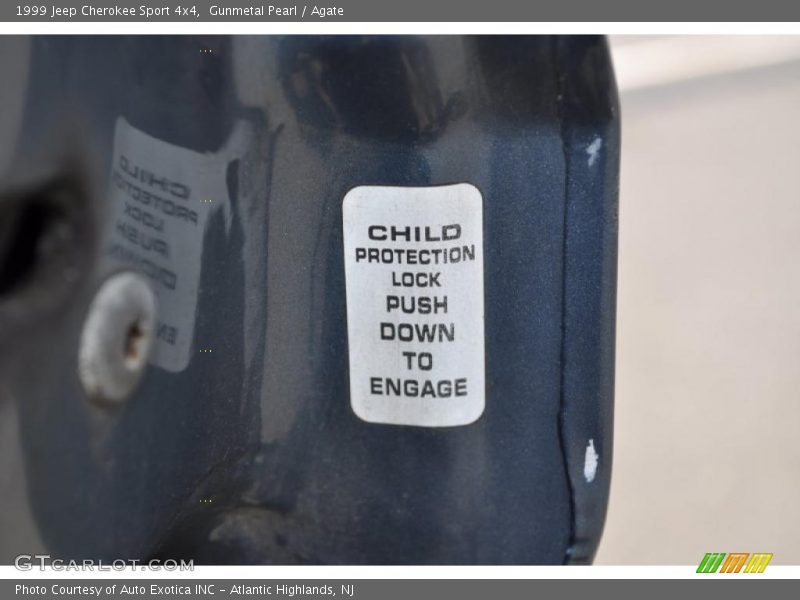 1999 Jeep Cherokee Sport 4x4,  Gunmetal Pearl / Agate
CHILD
PROTECTION
LOCK
PUSH
DOWN
TO
ENGAGE
GTCARLOT.COM
Photo Courtesy of Auto Exotica INC - Atlantic Highlands, NJ